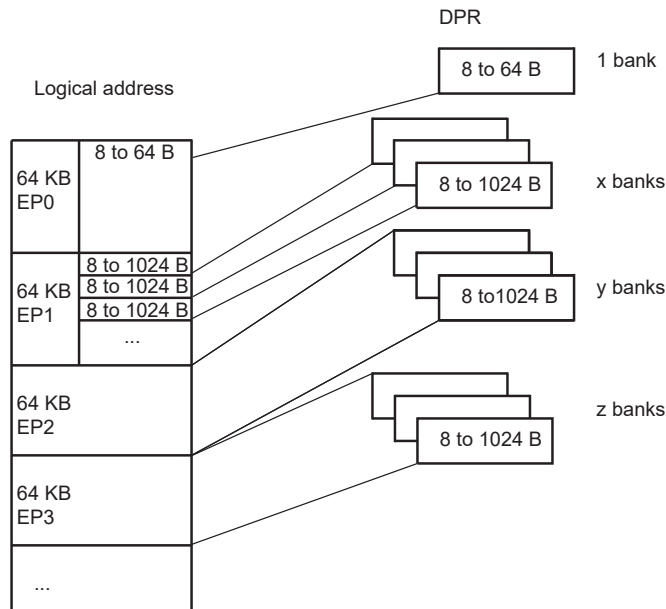 DPR
8 to 64 B
1 bank
Logical address
8 to 64 B
64 KB
EP0
8 to 1024 B
x banks
8 to 1024 B
8 to 1024 B
8 to 1024 B
...
64 KB
EP1
8 to1024 B
y banks
64 KB
EP2
8 to 1024 B
z banks
64 KB
EP3
...